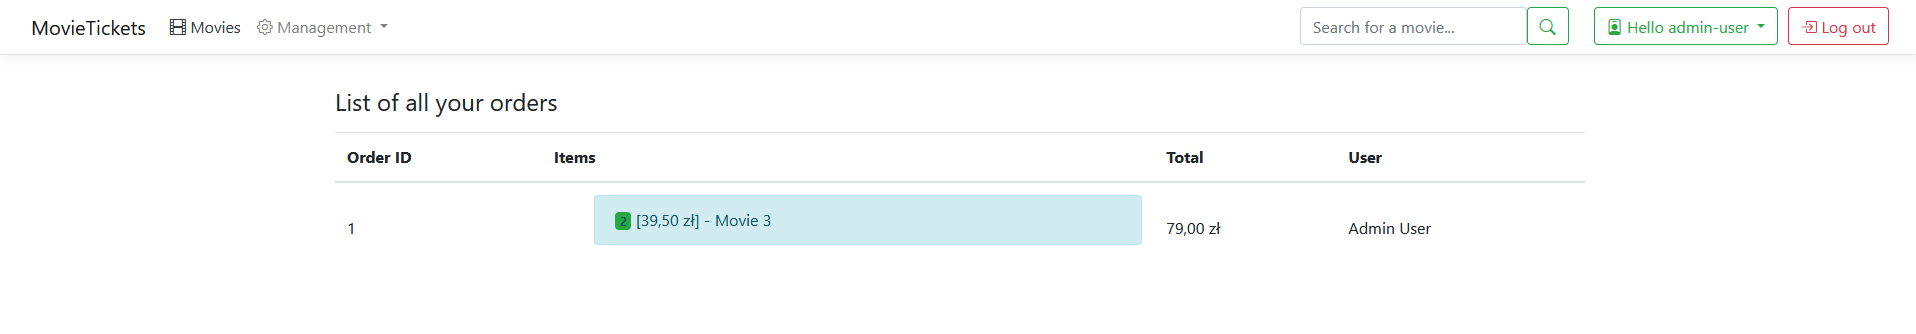 MovieTickets Movies Management Search for a movie... Hello admin-user Log out
List of all your orders
Order ID Items Total User
1 2 [39,50 zł] - Movie 3 79,00 zł Admin User